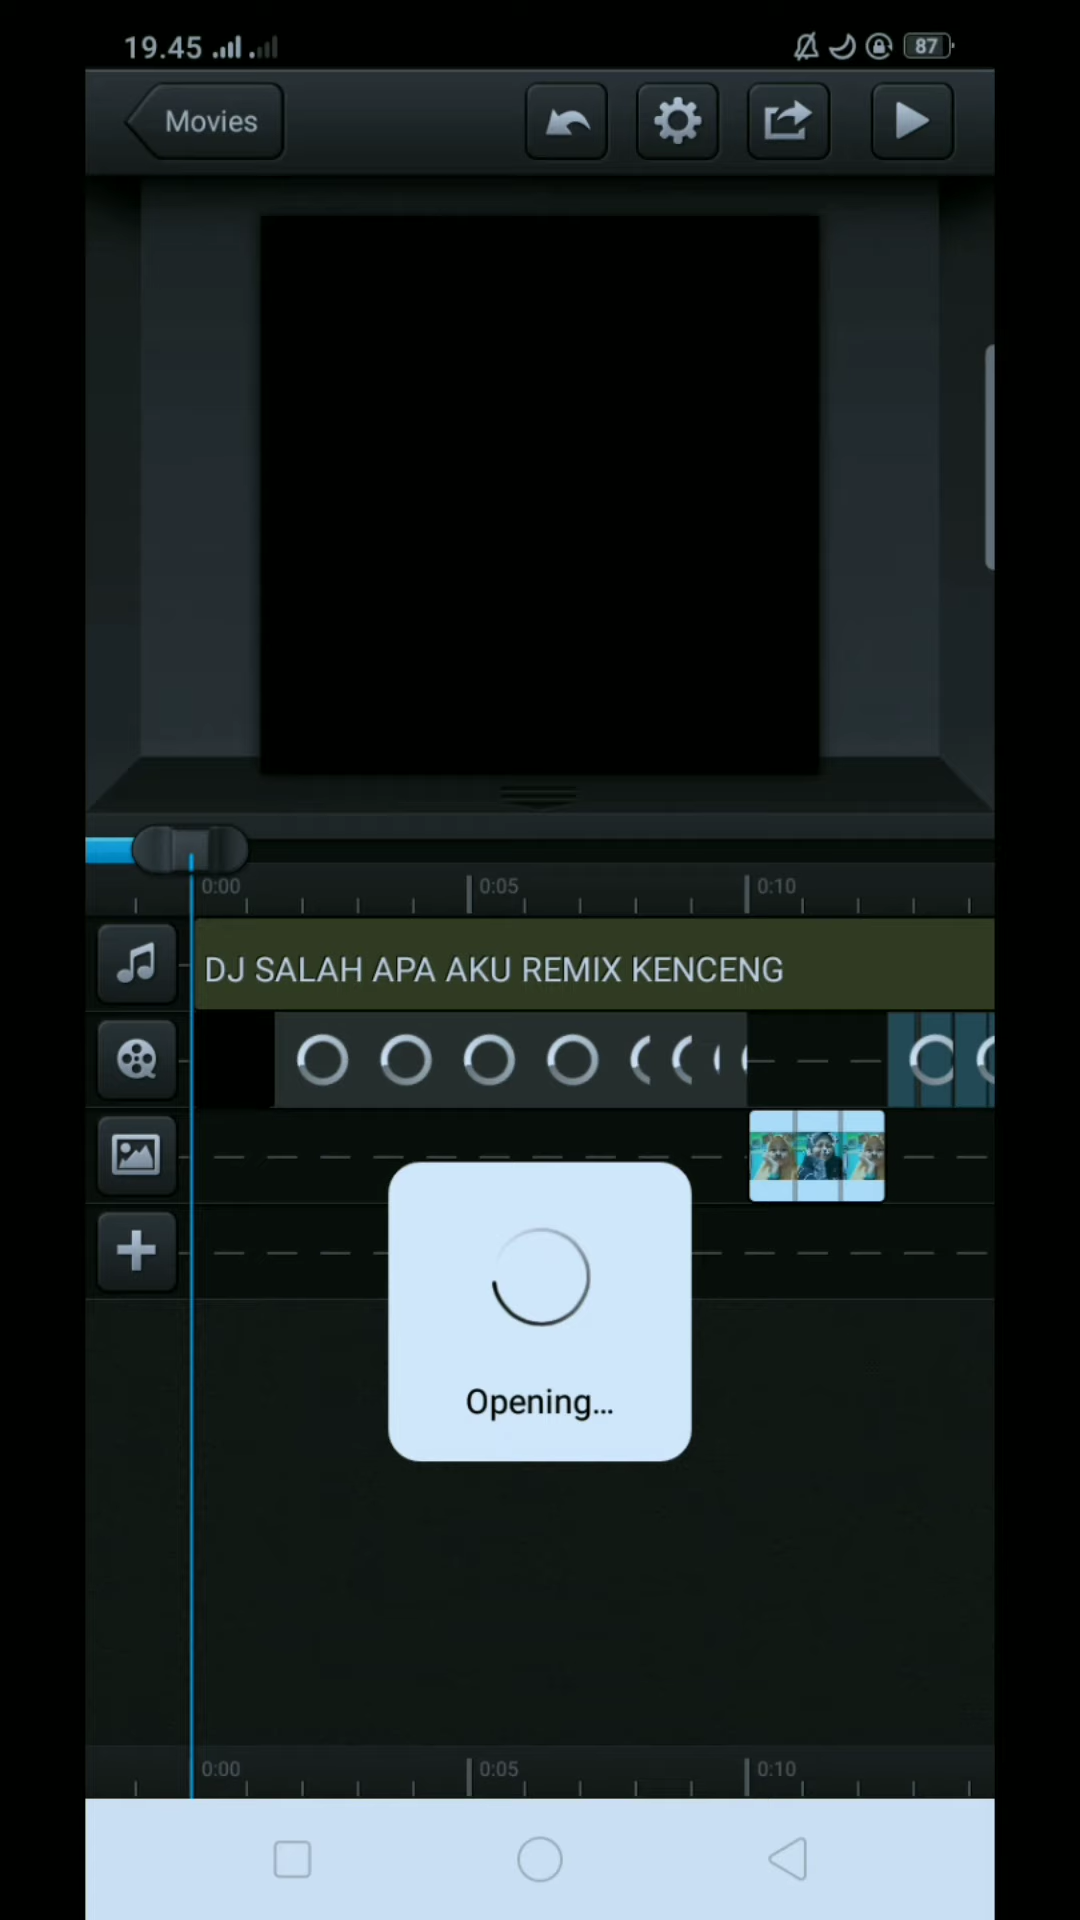 19.45 87
Movies
0:00 0:05 0:10
DJ SALAH APA AKU REMIX KENCENG
Opening...
0:00 0:05 0:10